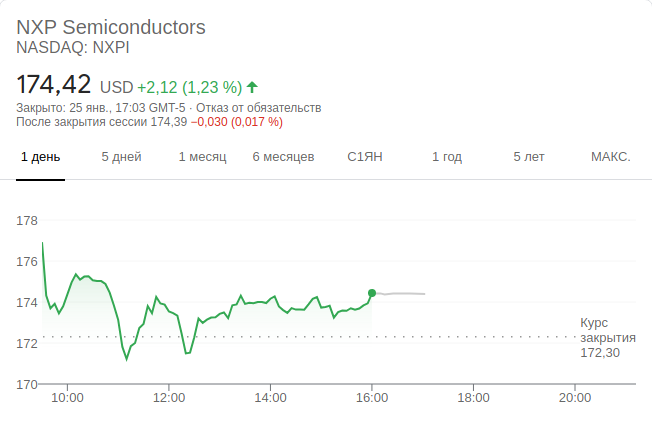 NXP Semiconductors
NASDAQ: NXPI
174,42 USD +2,12 (1,23 %)
Закрыто: 25 янв., 17:03 GMT-5 · Отказ от обязательств
После закрытия сессии 174,39 −0,030 (0,017 %)
1 день 5 дней 1 месяц 6 месяцев С1ЯН 1 год 5 лет МАКС.
178
176
174
172
170
Курс
закрытия
172,30
10:00 12:00 14:00 16:00 18:00 20:00